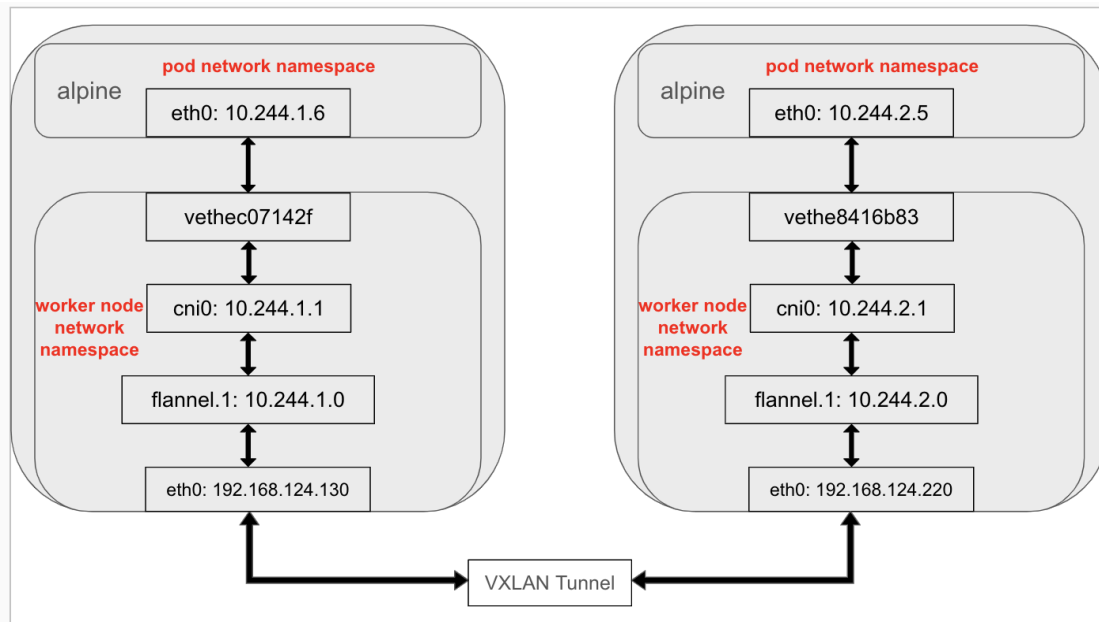 pod network namespace
alpine
eth0: 10.244.1.6
vethec07142f
worker node
network
namespace
cni0: 10.244.1.1
flannel.1: 10.244.1.0
eth0: 192.168.124.130
pod network namespace
alpine
eth0: 10.244.2.5
vethe8416b83
worker node
network
namespace
cni0: 10.244.2.1
flannel.1: 10.244.2.0
eth0: 192.168.124.220
VXLAN Tunnel